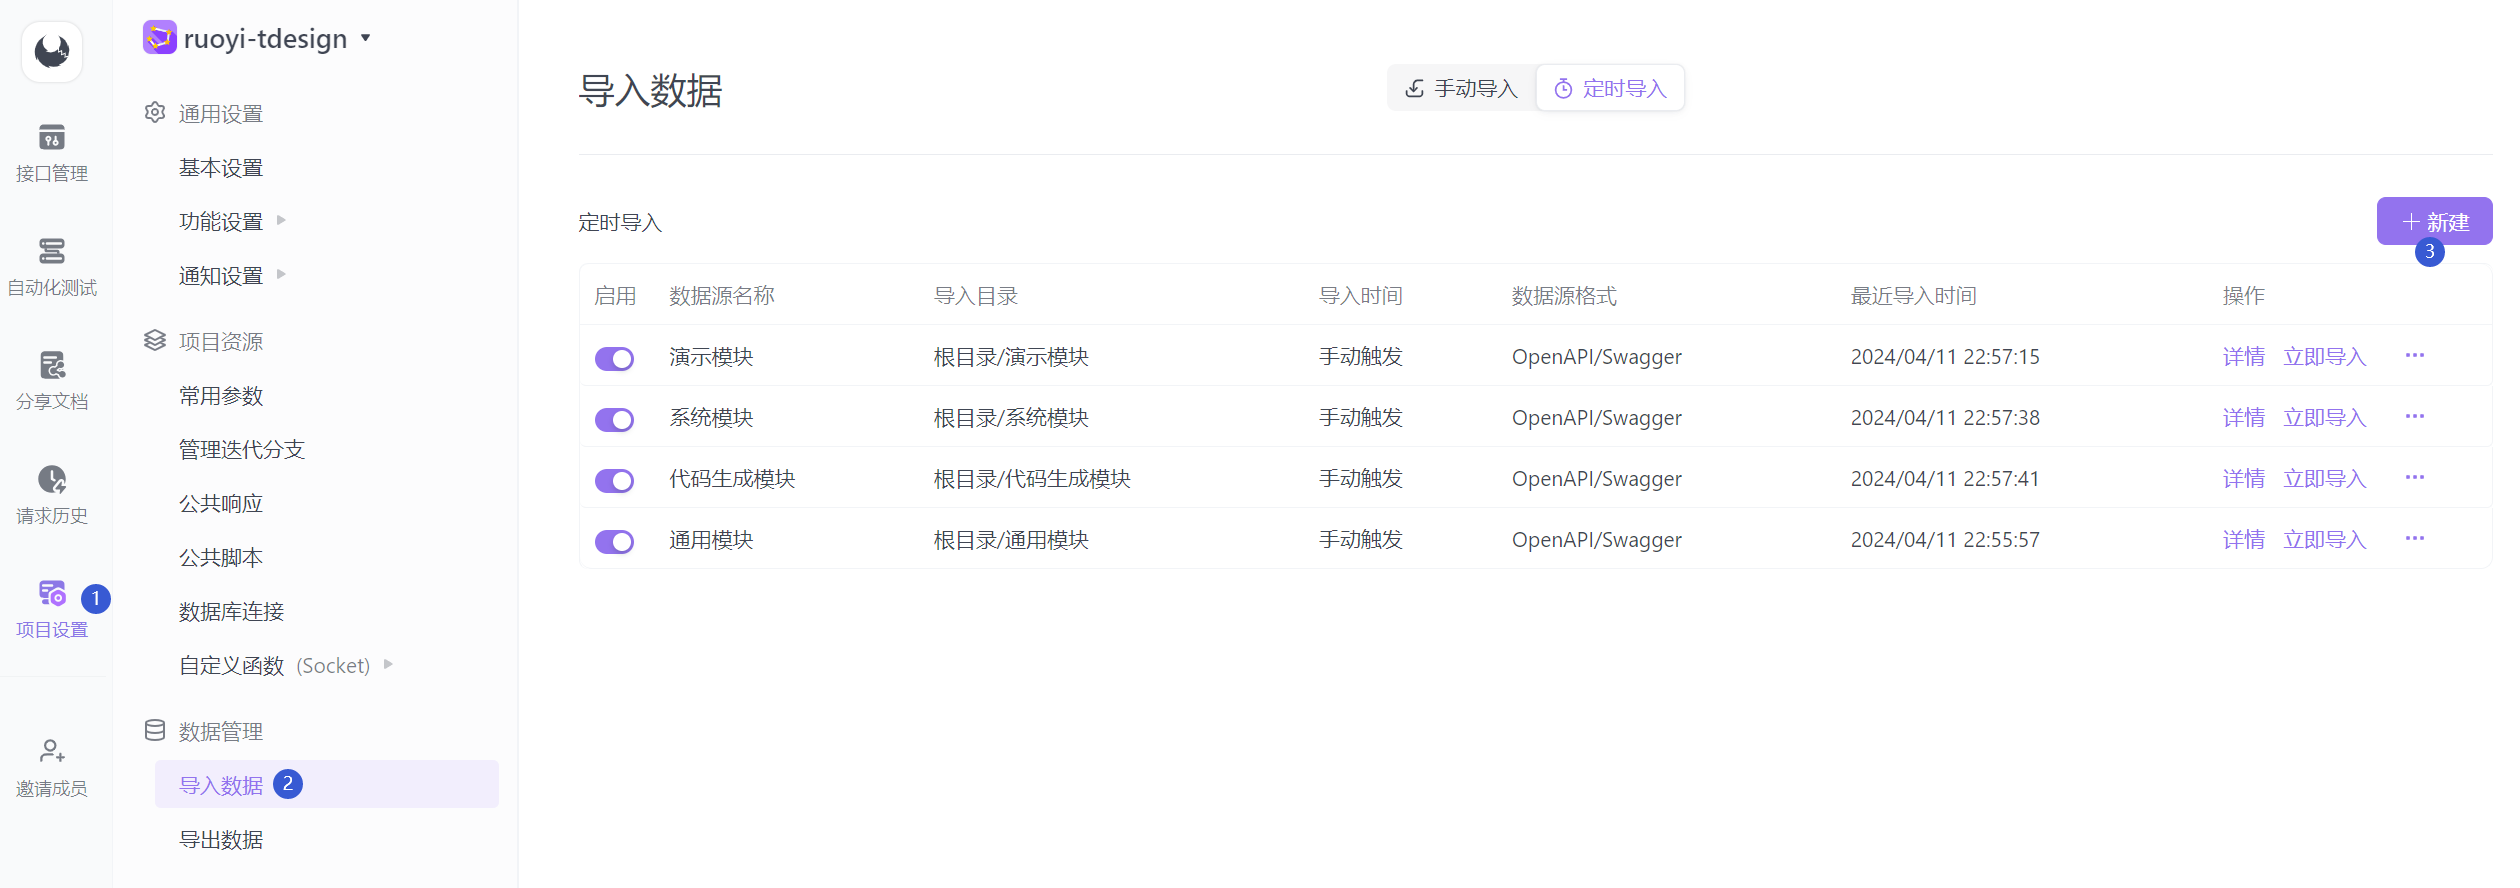 接口管理
自动化测试
分享文档
请求历史
1
项目设置
邀请成员
ruoyi-tdesign
通用设置
基本设置
功能设置
通知设置
项目资源
常用参数
管理迭代分支
公共响应
公共脚本
数据库连接
自定义函数 (Socket)
数据管理
导入数据 2
导出数据
导入数据
手动导入 定时导入
定时导入
新建
3
启用 数据源名称 导入目录 导入时间 数据源格式 最近导入时间 操作
演示模块 根目录/演示模块 手动触发 OpenAPI/Swagger 2024/04/11 22:57:15 详情 立即导入 ···
系统模块 根目录/系统模块 手动触发 OpenAPI/Swagger 2024/04/11 22:57:38 详情 立即导入 ···
代码生成模块 根目录/代码生成模块 手动触发 OpenAPI/Swagger 2024/04/11 22:57:41 详情 立即导入 ···
通用模块 根目录/通用模块 手动触发 OpenAPI/Swagger 2024/04/11 22:55:57 详情 立即导入 ···